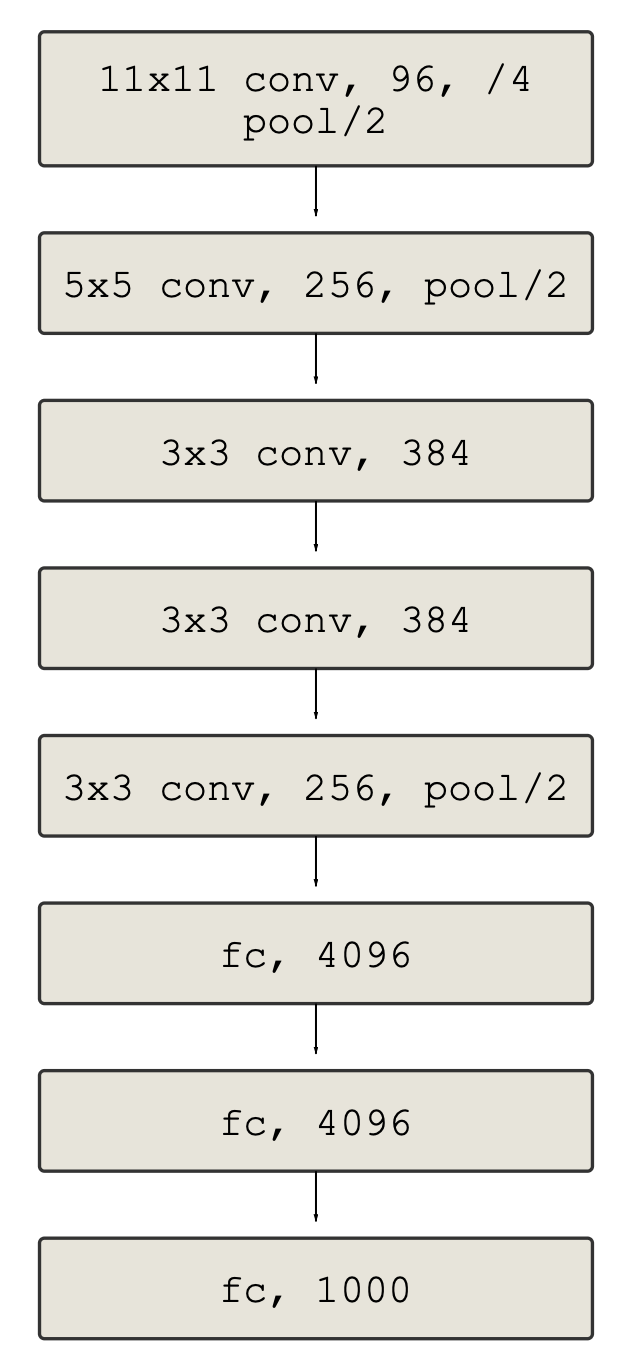 11x11 conv, 96, /4
pool/2
5x5 conv, 256, pool/2
3x3 conv, 384
3x3 conv, 384
3x3 conv, 256, pool/2
fc, 4096
fc, 4096
fc, 1000